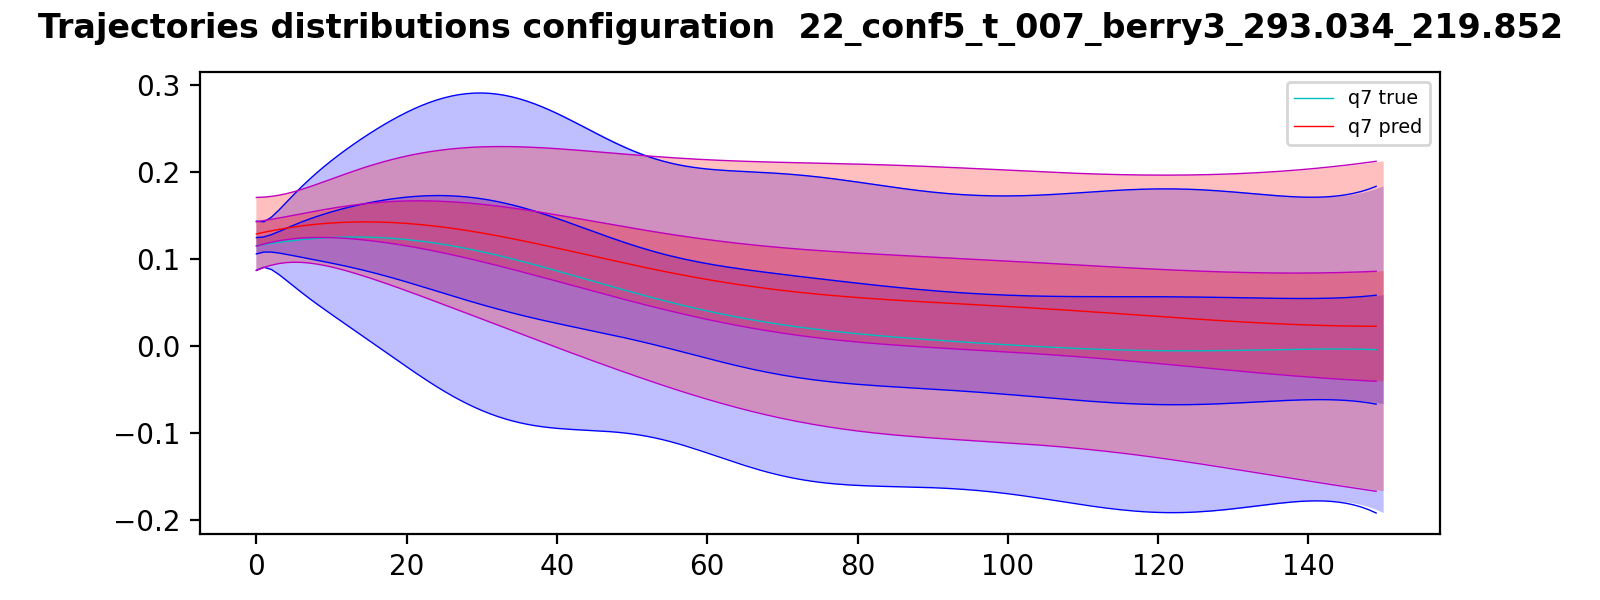 Trajectories distributions configuration  22_conf5_t_007_berry3_293.034_219.852
0.3
0.2
0.1
0.0
−0.1
−0.2
q7 true
q7 pred
0 20 40 60 80 100 120 140